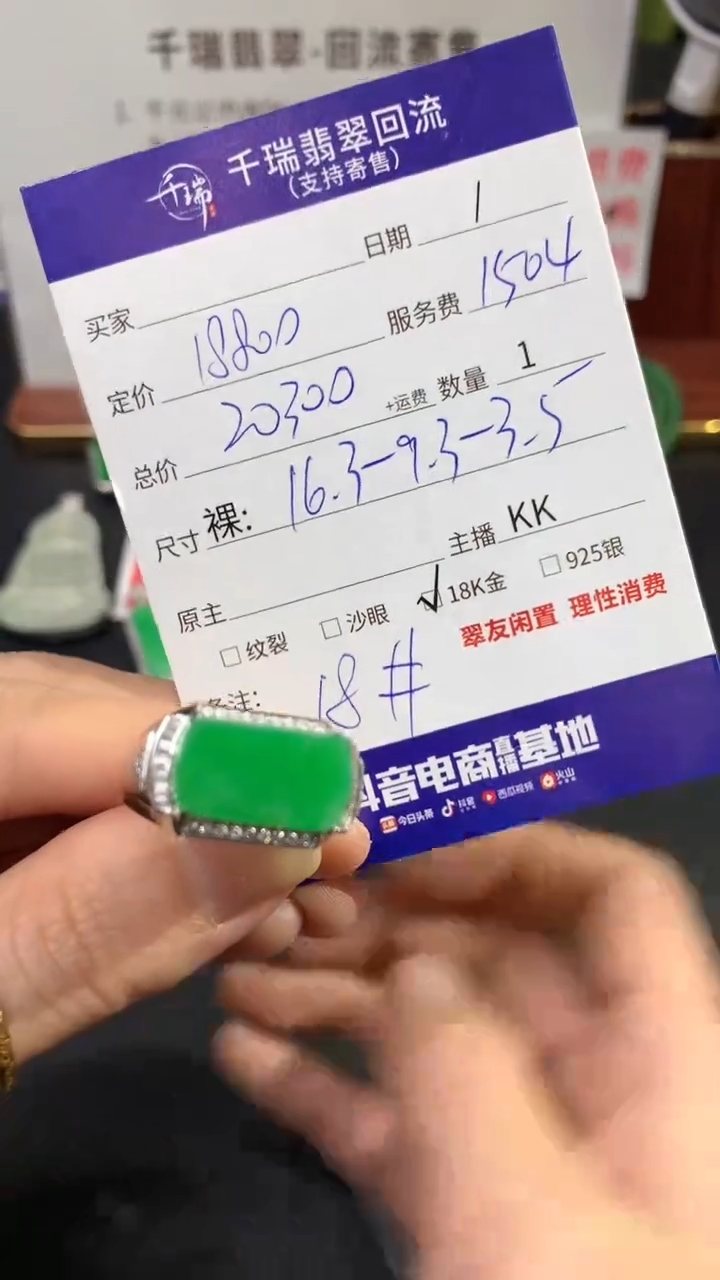 千瑞翡翠·回流寄售
千瑞
千瑞翡翠回流
(支持寄售)
买家 日期 /
定价 18800 服务费 1504
总价 20300 +运费 数量 1
尺寸 裸: 16.3-9.3-3.5
原主 主播 KK
□纹裂 □沙眼 √18K金 □925银
翠友闲置 理性消费
备注: 18#
抖音电商直播基地
头条 今日头条 抖音 西瓜视频 火山